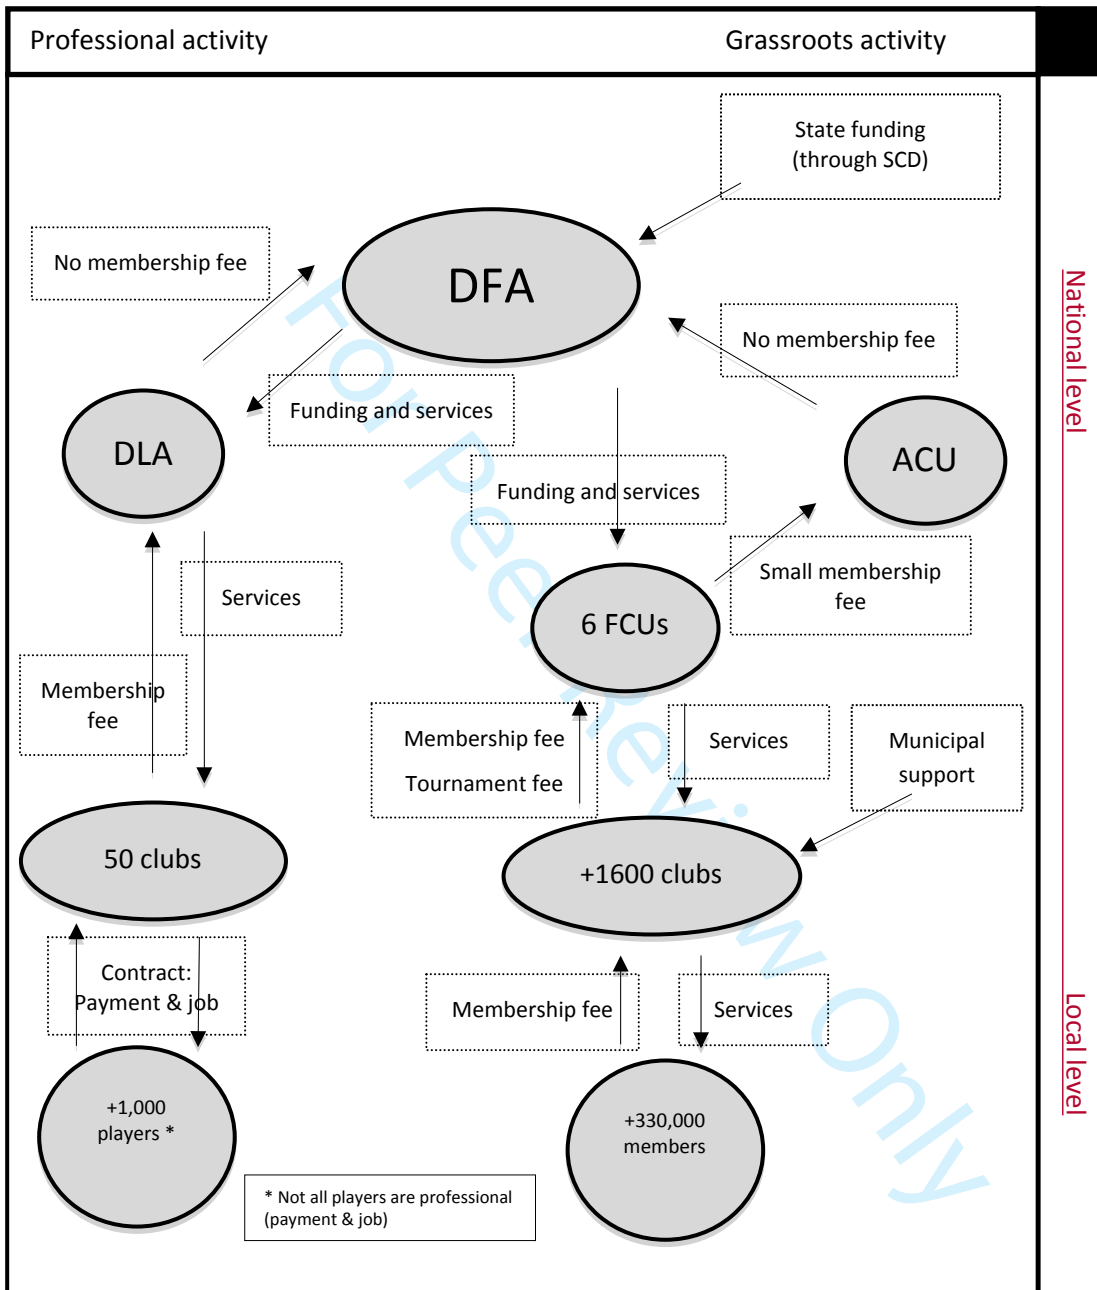 Professional activity
Grassroots activity
State funding
(through SCD)
No membership fee
DFA
National level
No membership fee
Funding and services
DLA
ACU
Funding and services
Services
Small membership
fee
6 FCUs
Membership
fee
Membership fee
Tournament fee
Services
Municipal
support
50 clubs
+1600 clubs
Contract:
Payment & job
Membership fee
Services
Local level
+1,000
players *
+330,000
members
* Not all players are professional
(payment & job)
For Peer Review Only